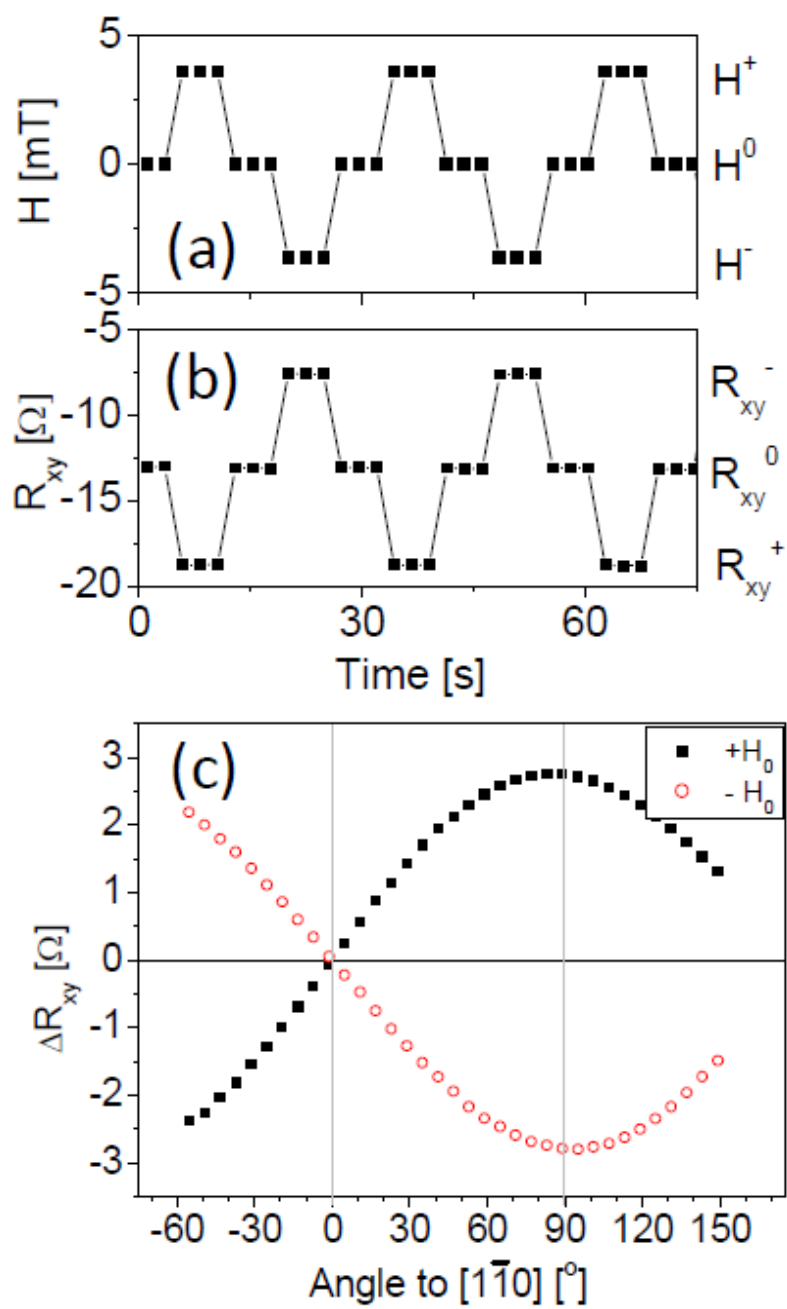 5
0
-5
H [mT]
(a)
H⁺
H⁰
H⁻
-5
-10
-15
-20
Rxy [Ω]
(b)
Rxy⁻
Rxy⁰
Rxy⁺
0 30 60
Time [s]
3
2
1
0
-1
-2
-3
ΔRxy [Ω]
(c)
+H₀
- H₀
-60 -30 0 30 60 90 120 150
Angle to [11̄0] [°]